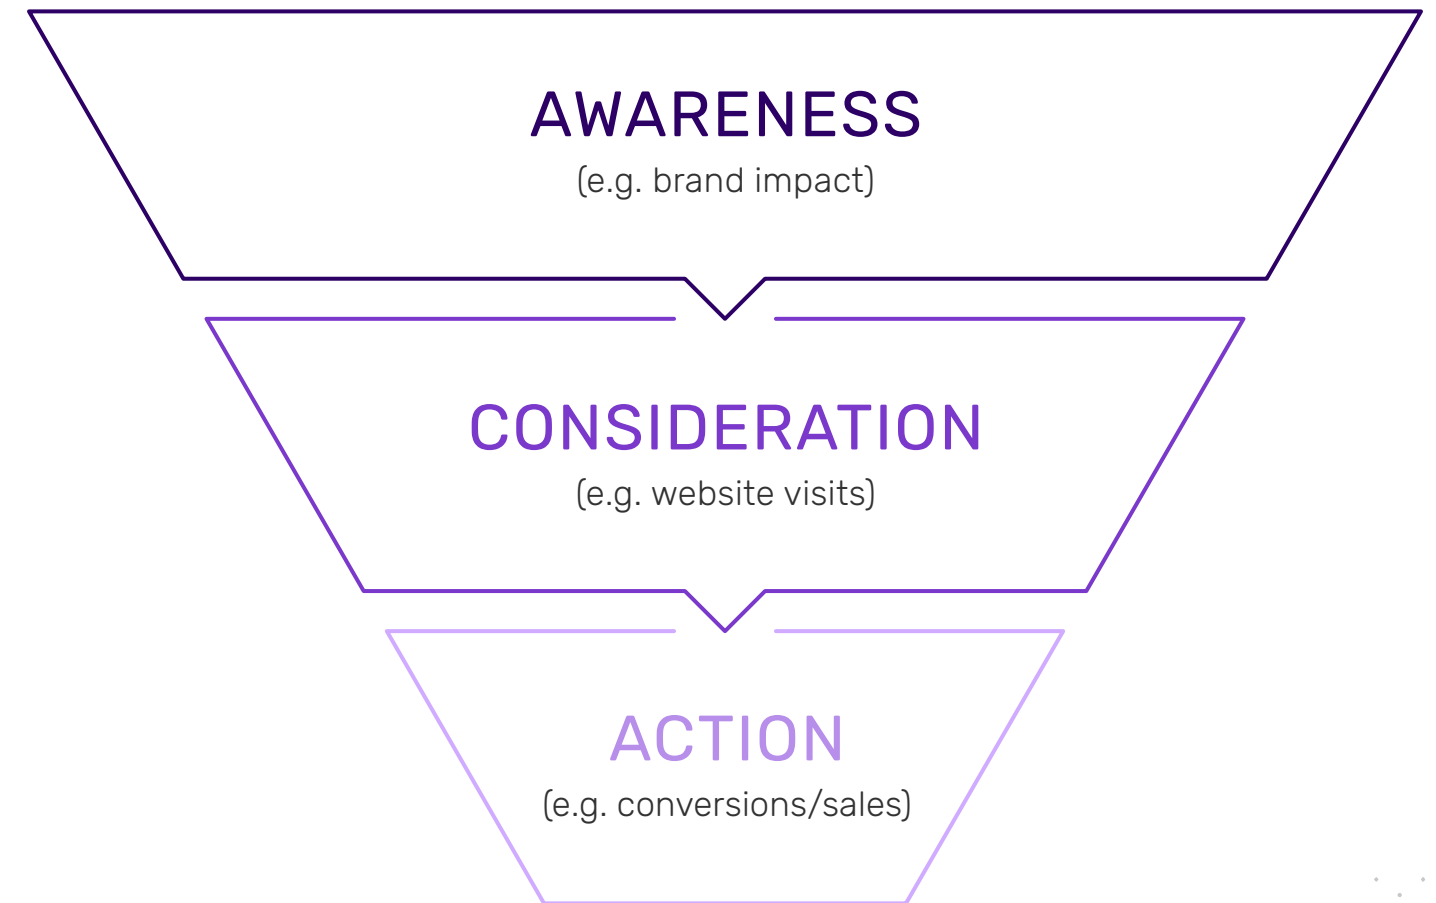 AWARENESS
(e.g. brand impact)
CONSIDERATION
(e.g. website visits)
ACTION
(e.g. conversions/sales)